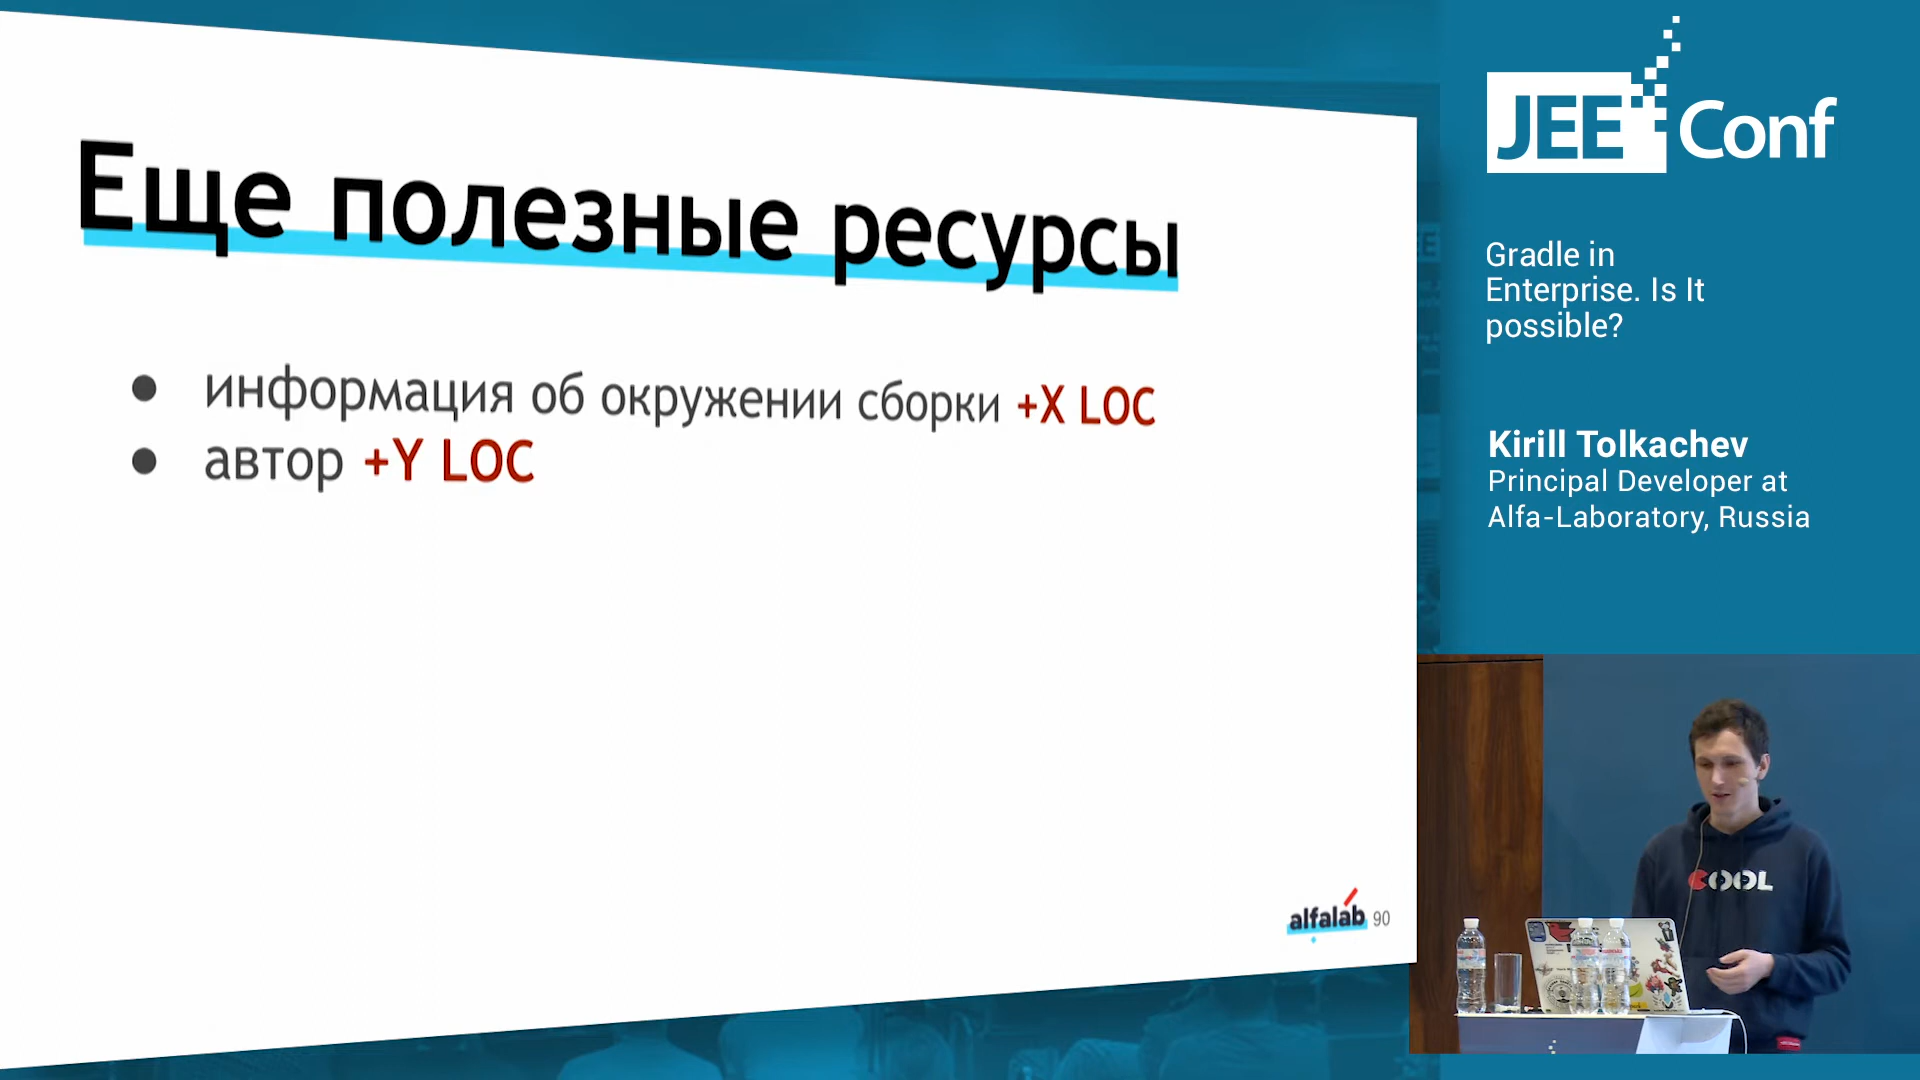 Еще полезные ресурсы
● информация об окружении сборки +X LOC
● автор +Y LOC
alfalab 90
JEE Conf
Gradle in
Enterprise. Is It
possible?
Kirill Tolkachev
Principal Developer at
Alfa-Laboratory, Russia
COOL